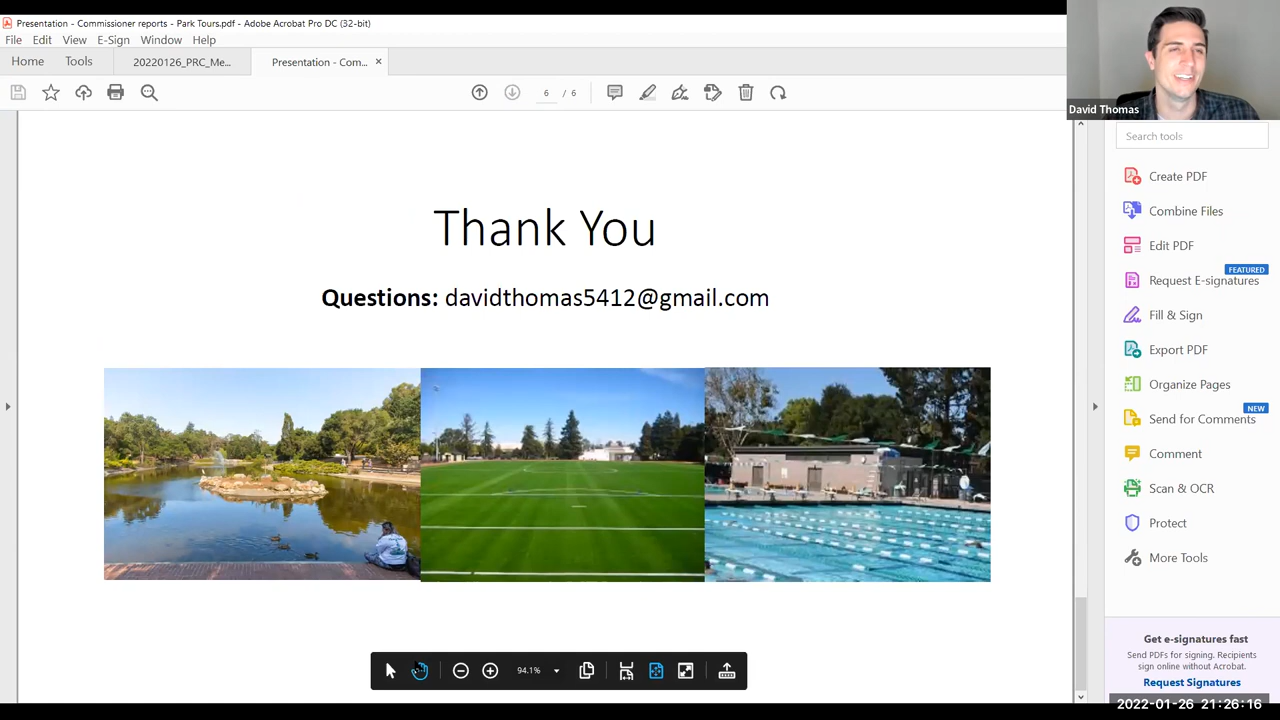 Presentation - Commissioner reports - Park Tours.pdf - Adobe Acrobat Pro DC (32-bit)
File Edit View E-Sign Window Help
Home Tools 20220126_PRC_Me... Presentation - Com... ×
6 / 6
David Thomas
Search tools
Thank You
Questions: davidthomas5412@gmail.com
Create PDF
Combine Files
Edit PDF
FEATURED
Request E-signatures
Fill & Sign
Export PDF
Organize Pages
NEW
Send for Comments
Comment
Scan & OCR
Protect
More Tools
94.1%
Get e-signatures fast
Send PDFs for signing. Recipients
sign online without Acrobat.
Request Signatures
2022-01-26 21:26:16